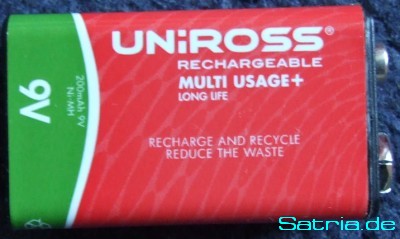 UNiROSS®
RECHARGEABLE
MULTI USAGE+
LONG LIFE
RECHARGE AND RECYCLE
REDUCE THE WASTE
9V
200mAh 9V
Ni-MH
Satria.de